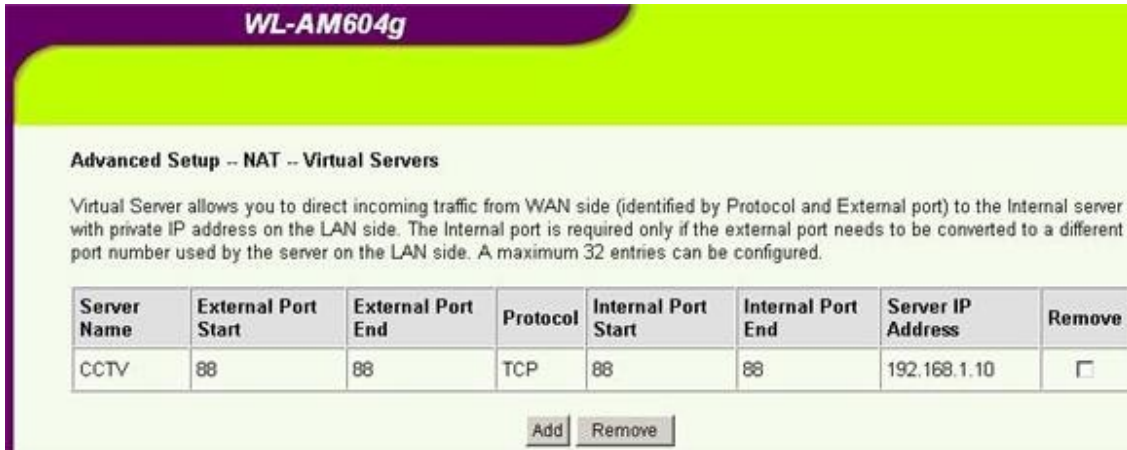 WL-AM604g
Advanced Setup -- NAT -- Virtual Servers
Virtual Server allows you to direct incoming traffic from WAN side (identified by Protocol and External port) to the Internal server
with private IP address on the LAN side. The Internal port is required only if the external port needs to be converted to a different
port number used by the server on the LAN side. A maximum 32 entries can be configured.
Server Name External Port Start External Port End Protocol Internal Port Start Internal Port End Server IP Address Remove
CCTV 88 88 TCP 88 88 192.168.1.10
Add Remove